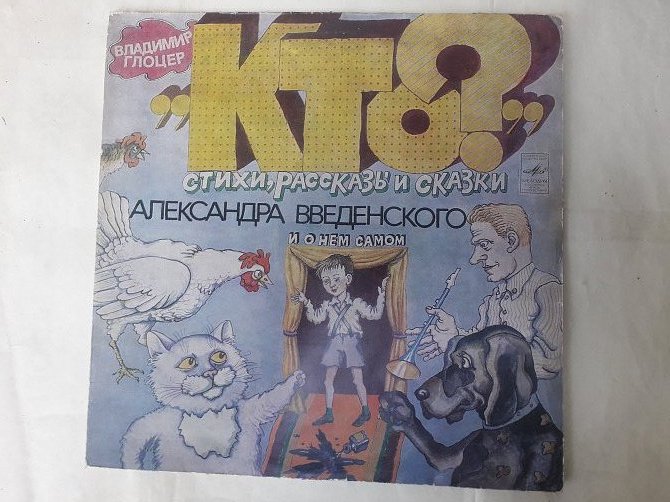 ВЛАДИМИР
ГЛОЦЕР
"КТО?"
СТИХИ, РАССКАЗЫ И СКАЗКИ
АЛЕКСАНДРА ВВЕДЕНСКОГО
И О НЕМ САМОМ